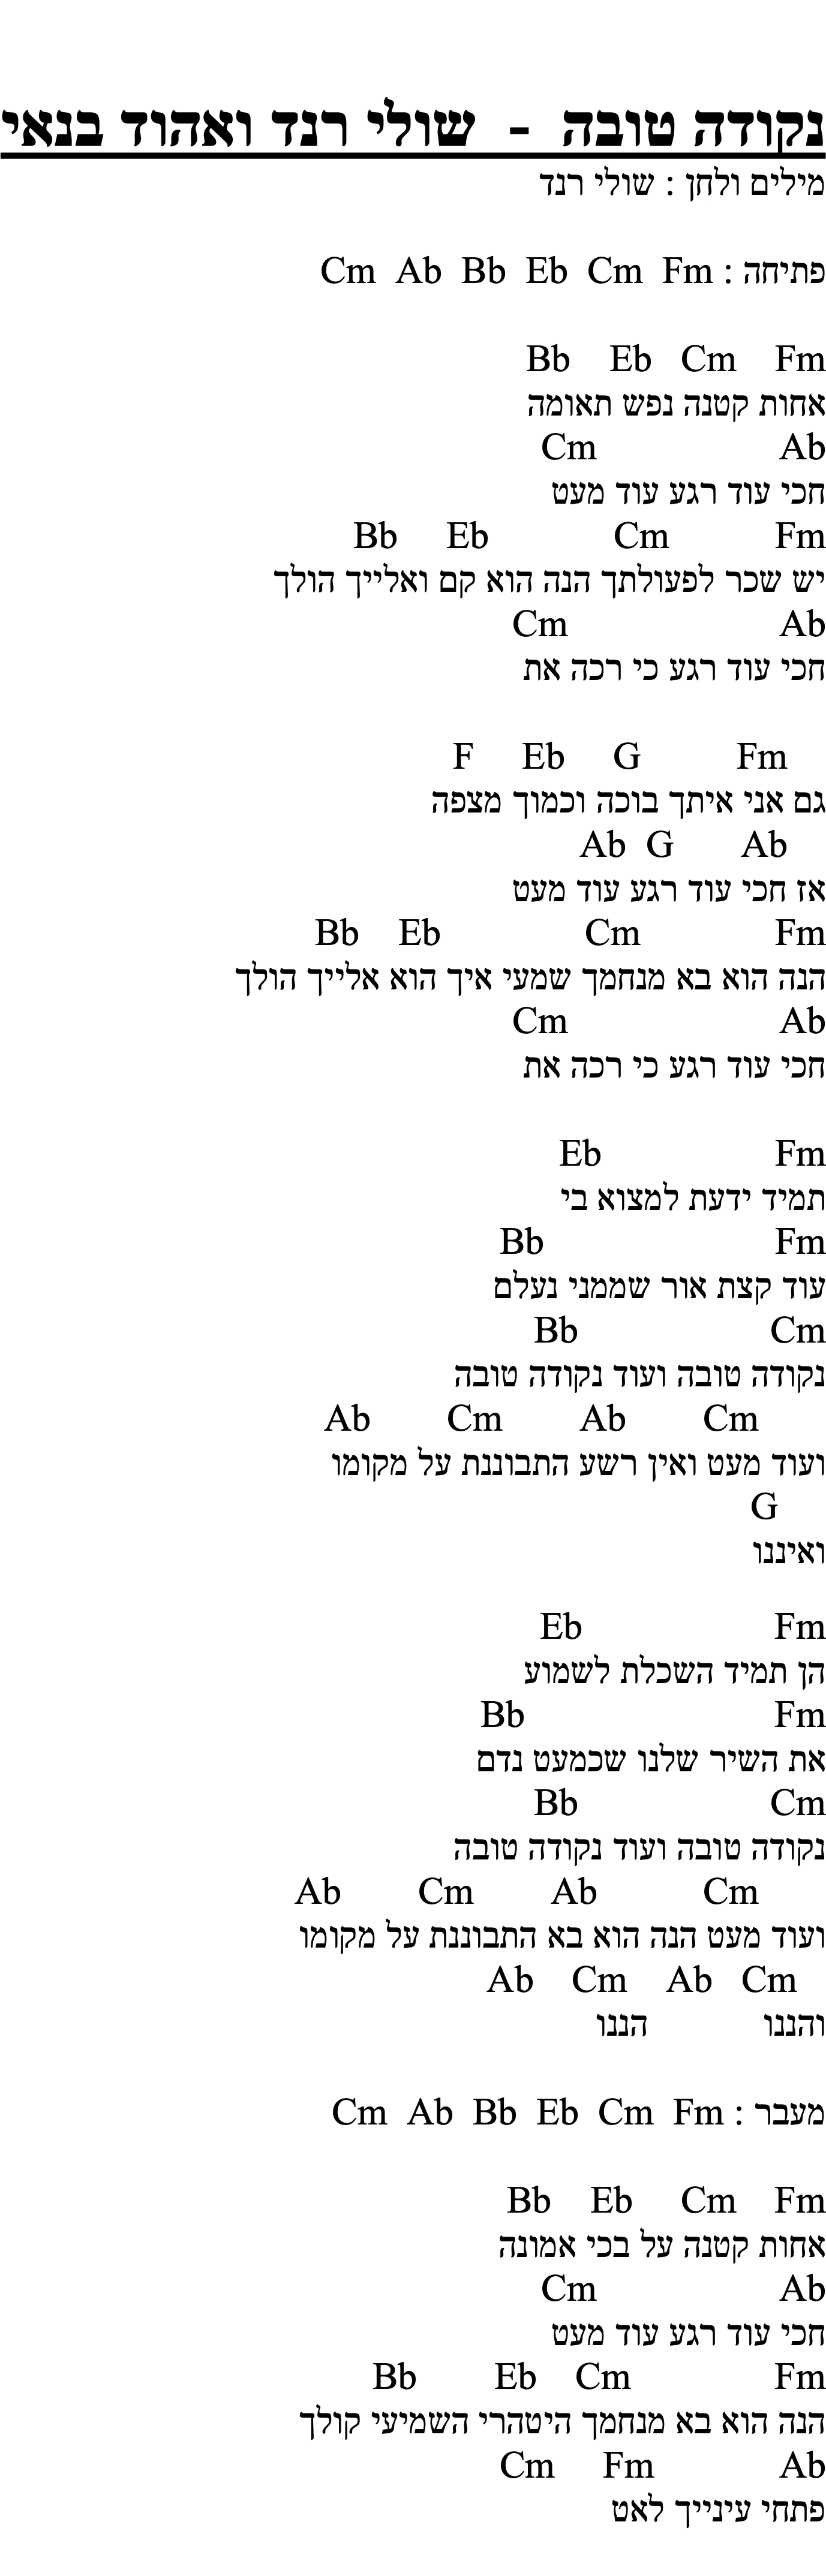 נקודה טובה - שולי רנד ואהוד בנאי
מילים ולחן : שולי רנד
פתיחה : Cm Ab Bb Eb Cm Fm
Bb Eb Cm Fm
אחות קטנה נפש תאומה
Cm Ab
חכי עוד רגע עוד מעט
Bb Eb Cm Fm
יש שכר לפעולתך הנה הוא קם ואלייך הולך
Cm Ab
חכי עוד רגע כי רכה את
F Eb G Fm
גם אני איתך בוכה וכמוך מצפה
Ab G Ab
אז חכי עוד רגע עוד מעט
Bb Eb Cm Fm
הנה הוא בא מנחמך שמעי איך הוא אלייך הולך
Cm Ab
חכי עוד רגע כי רכה את
Eb Fm
תמיד ידעת למצוא בי
Bb Fm
עוד קצת אור שממני נעלם
Bb Cm
נקודה טובה ועוד נקודה טובה
Ab Cm Ab Cm
ועוד מעט ואין רשע התבוננת על מקומו
G
ואיננו
Eb Fm
הן תמיד השכלת לשמוע
Bb Fm
את השיר שלנו שכמעט נדם
Bb Cm
נקודה טובה ועוד נקודה טובה
Ab Cm Ab Cm
ועוד מעט הנה הוא בא התבוננת על מקומו
Ab Cm Ab Cm
והננו הננו
מעבר : Cm Ab Bb Eb Cm Fm
Bb Eb Cm Fm
אחות קטנה על בכי אמונה
Cm Ab
חכי עוד רגע עוד מעט
Bb Eb Cm Fm
הנה הוא בא מנחמך היטהרי השמיעי קולך
Cm Fm Ab
פתחי עינייך לאט